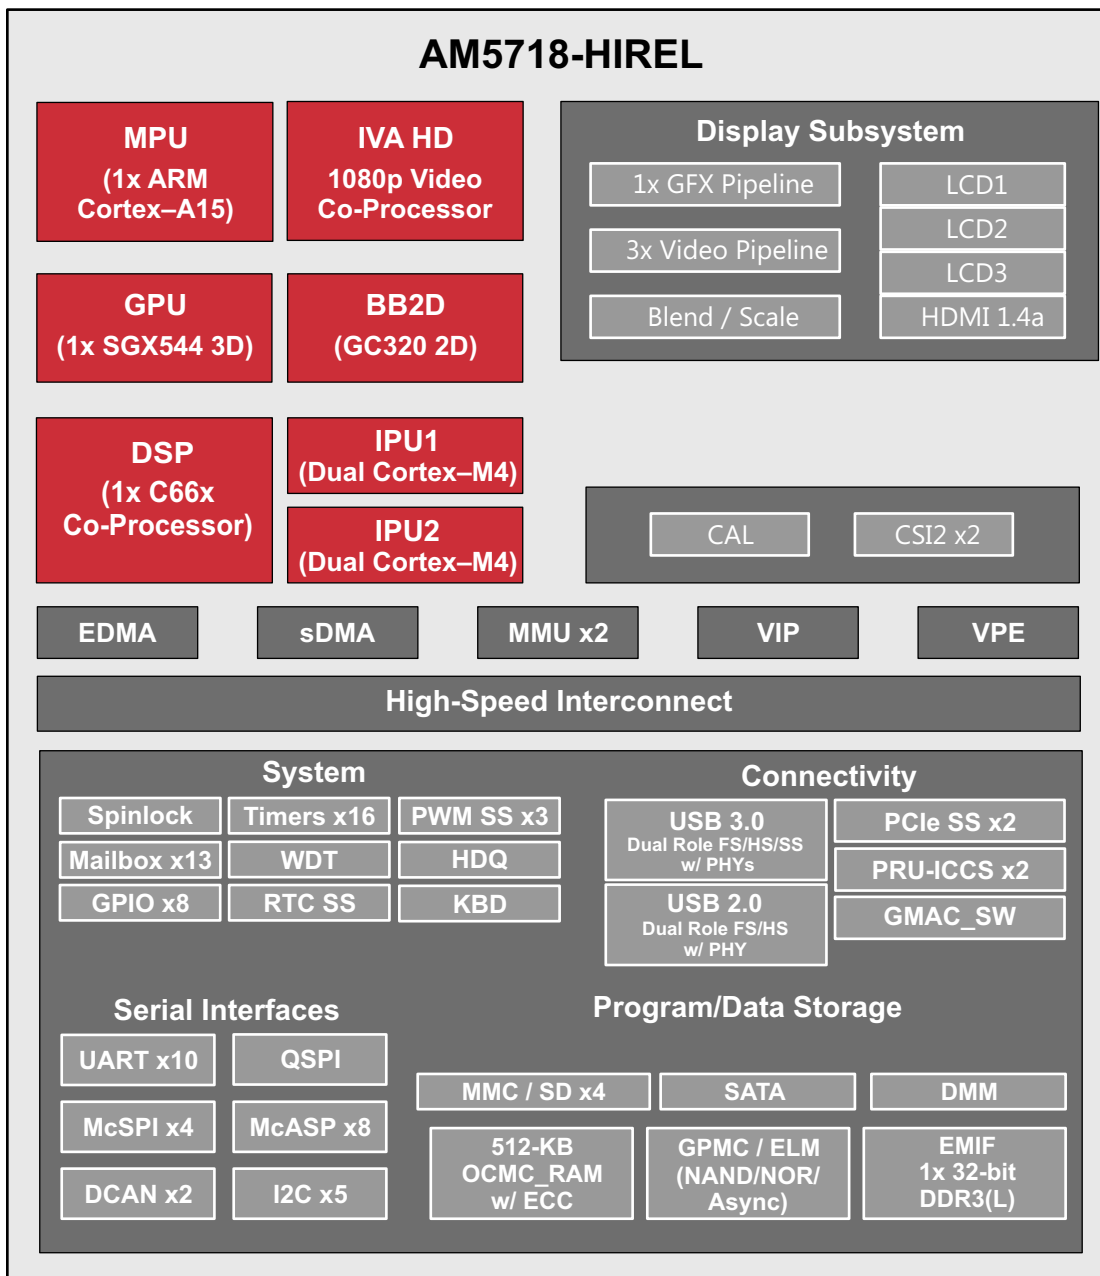 AM5718-HIREL
MPU
(1x ARM
Cortex–A15)
IVA HD
1080p Video
Co-Processor
GPU
(1x SGX544 3D)
BB2D
(GC320 2D)
DSP
(1x C66x
Co-Processor)
IPU1
(Dual Cortex–M4)
IPU2
(Dual Cortex–M4)
Display Subsystem
1x GFX Pipeline
3x Video Pipeline
Blend / Scale
LCD1
LCD2
LCD3
HDMI 1.4a
CAL
CSI2 x2
EDMA
sDMA
MMU x2
VIP
VPE
High-Speed Interconnect
System
Spinlock
Timers x16
PWM SS x3
Mailbox x13
WDT
HDQ
GPIO x8
RTC SS
KBD
Connectivity
USB 3.0
Dual Role FS/HS/SS
w/ PHYs
USB 2.0
Dual Role FS/HS
w/ PHY
PCIe SS x2
PRU-ICCS x2
GMAC_SW
Serial Interfaces
UART x10
QSPI
McSPI x4
McASP x8
DCAN x2
I2C x5
Program/Data Storage
MMC / SD x4
SATA
DMM
512-KB
OCMC_RAM
w/ ECC
GPMC / ELM
(NAND/NOR/
Async)
EMIF
1x 32-bit
DDR3(L)